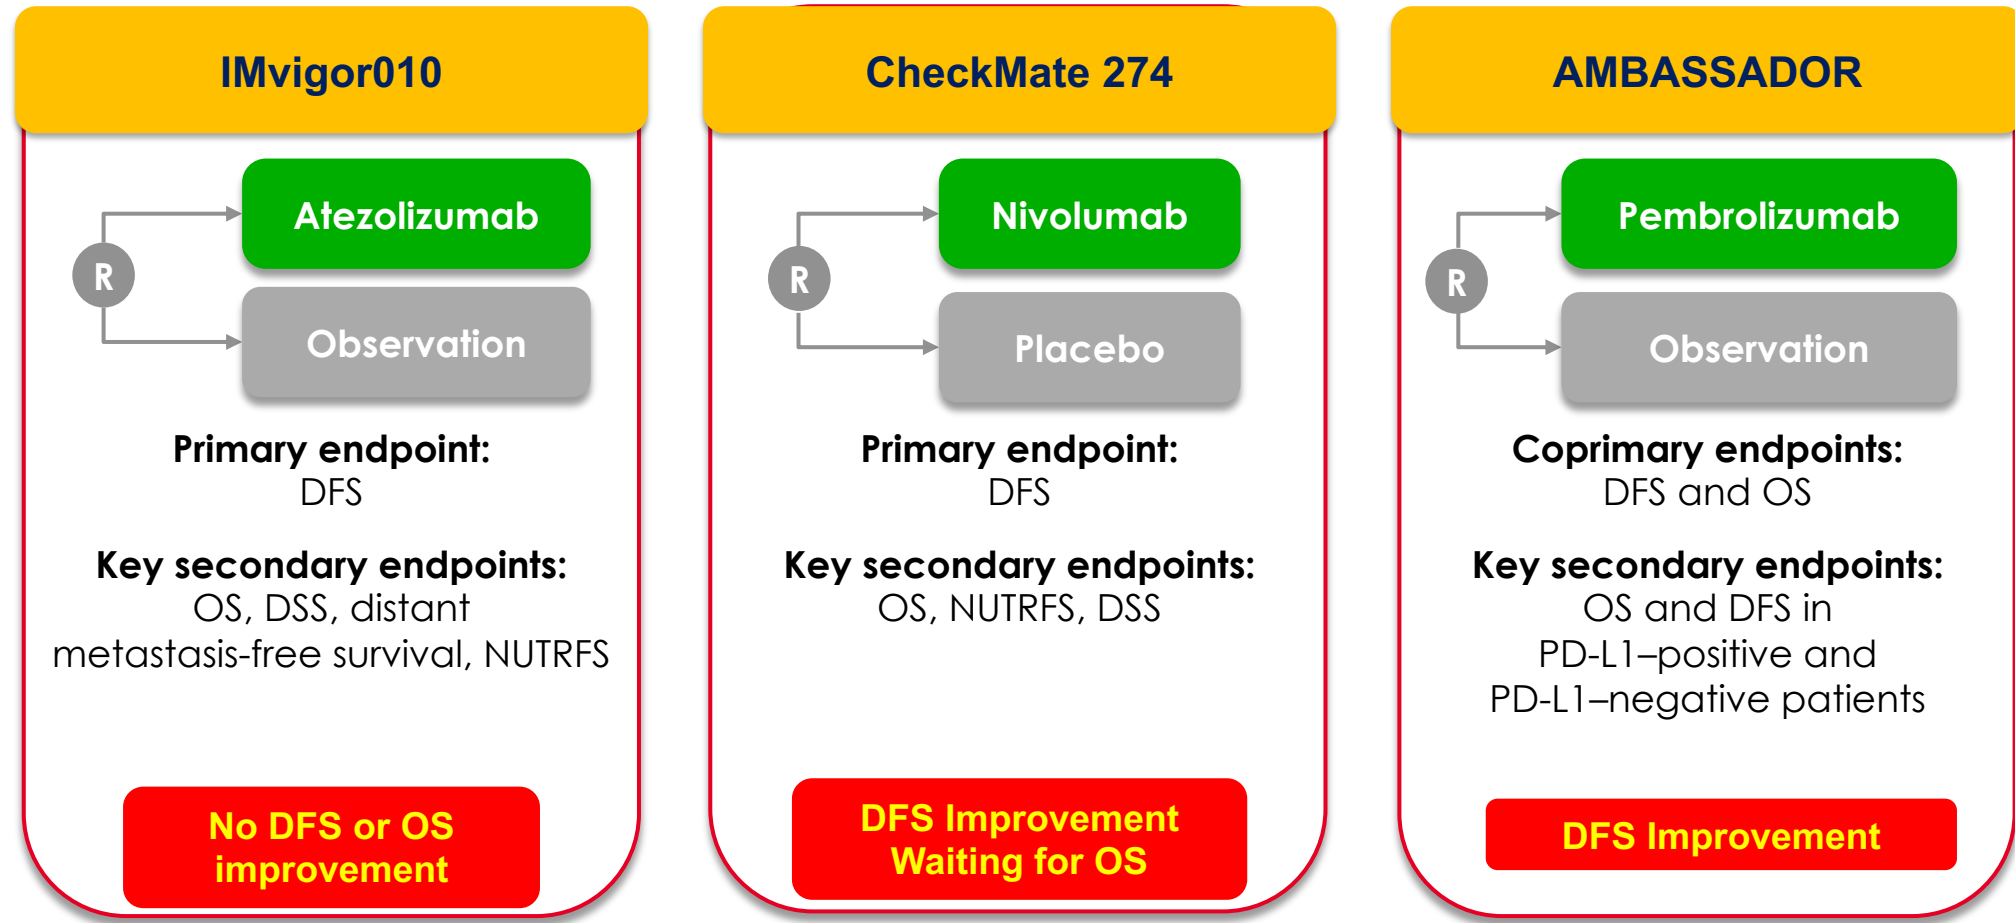 IMvigor010
Atezolizumab
R
Observation
Primary endpoint:
DFS
Key secondary endpoints:
OS, DSS, distant
metastasis-free survival, NUTRFS
No DFS or OS
improvement
CheckMate 274
Nivolumab
R
Placebo
Primary endpoint:
DFS
Key secondary endpoints:
OS, NUTRFS, DSS
DFS Improvement
Waiting for OS
AMBASSADOR
Pembrolizumab
R
Observation
Coprimary endpoints:
DFS and OS
Key secondary endpoints:
OS and DFS in
PD-L1–positive and
PD-L1–negative patients
DFS Improvement